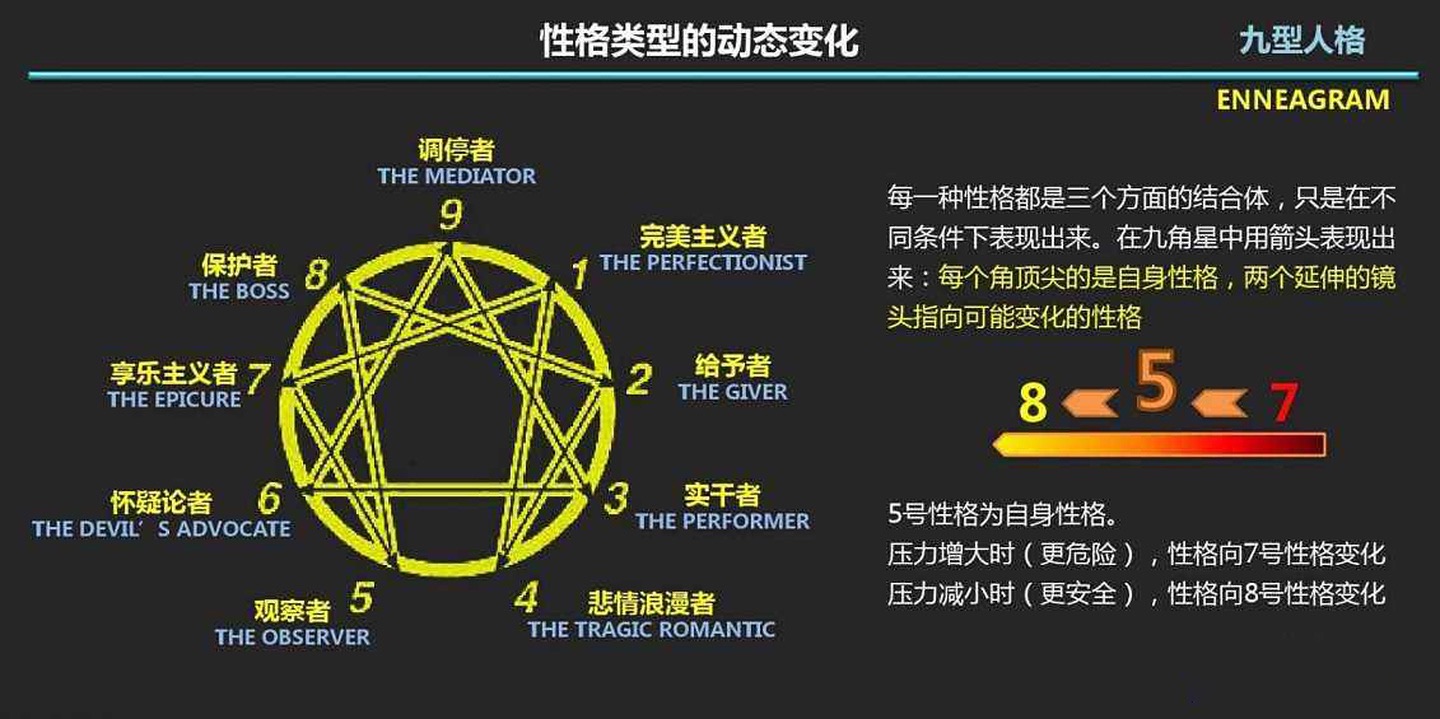 性格类型的动态变化
九型人格
ENNEAGRAM
调停者
THE MEDIATOR
9
完美主义者
THE PERFECTIONIST
1
保护者
THE BOSS
8
享乐主义者
THE EPICURE
7
给予者
THE GIVER
2
怀疑论者
THE DEVIL’S ADVOCATE
6
实干者
THE PERFORMER
3
观察者
THE OBSERVER
5
4
悲情浪漫者
THE TRAGIC ROMANTIC
每一种性格都是三个方面的结合体，只是在不
同条件下表现出来。在九角星中用箭头表现出
来：每个角顶尖的是自身性格，两个延伸的镜
头指向可能变化的性格
8 5 7
5号性格为自身性格。
压力增大时（更危险），性格向7号性格变化
压力减小时（更安全），性格向8号性格变化